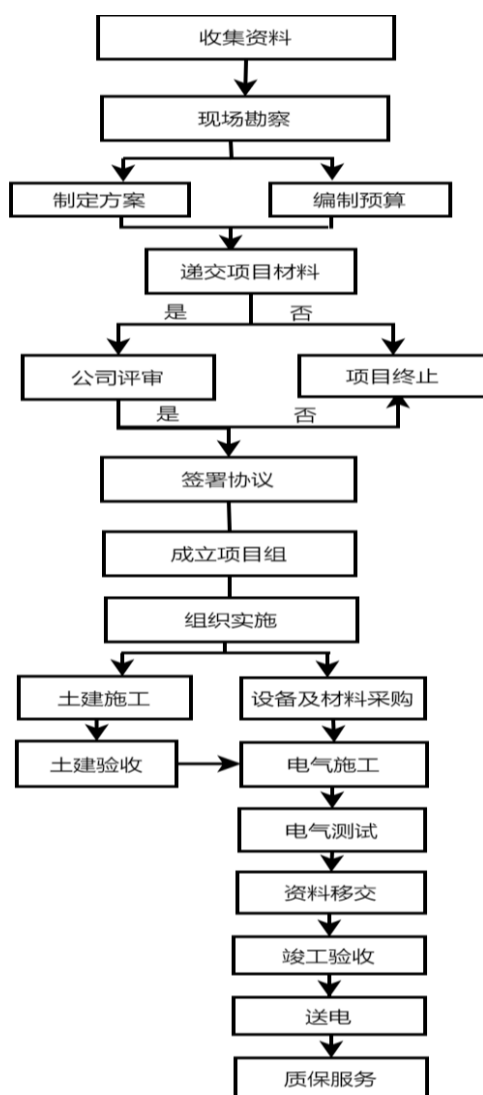 收集资料
现场勘察
制定方案
编制预算
递交项目材料
是
否
公司评审
项目终止
是
否
签署协议
成立项目组
组织实施
土建施工
设备及材料采购
土建验收
电气施工
电气测试
资料移交
竣工验收
送电
质保服务